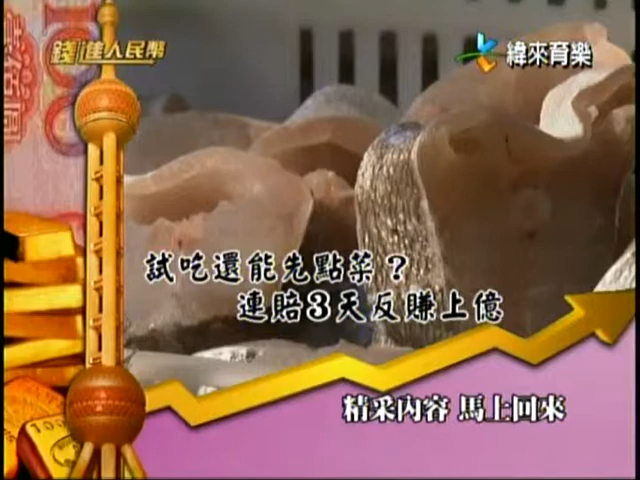 錢進人民幣
緯來育樂
100
試吃還能先點菜？
連賠3天反賺上億
精采內容 馬上回來